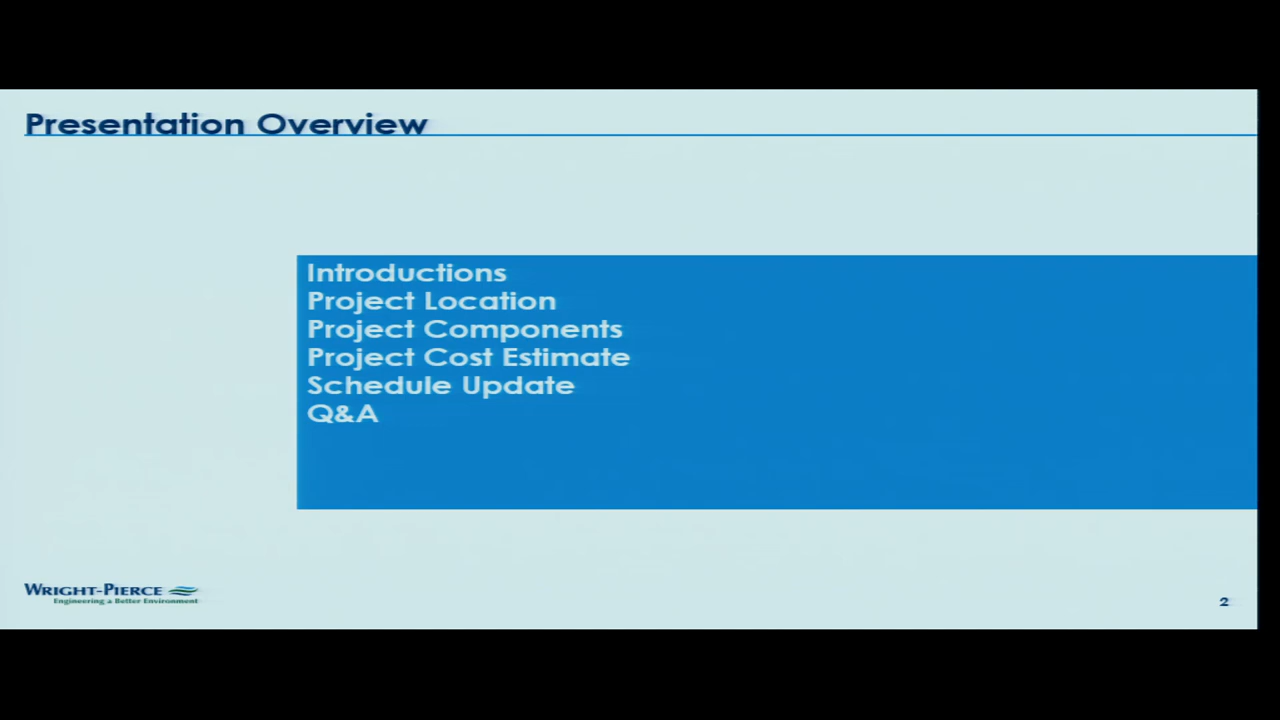 Presentation Overview
Introductions
Project Location
Project Components
Project Cost Estimate
Schedule Update
Q&A
WRIGHT-PIERCE
Engineering a Better Environment
2